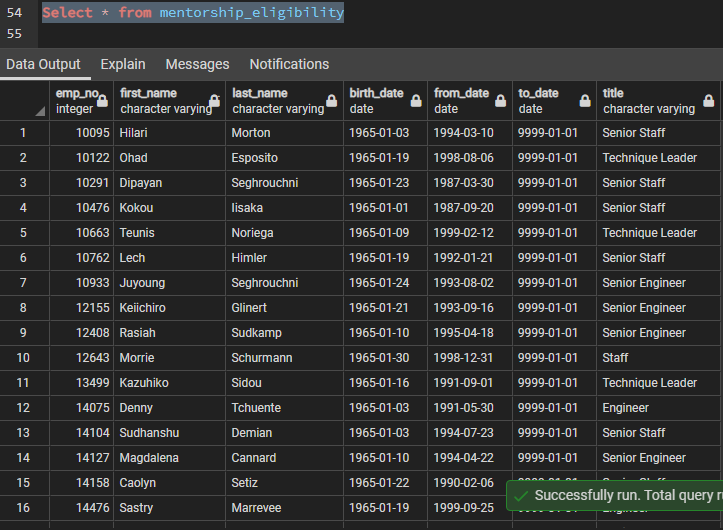 54 Select * from mentorship_eligibility
55
Data Output Explain Messages Notifications
emp_no first_name last_name birth_date from_date to_date title
integer character varying character varying date date date character varying
1 10095 Hilari Morton 1965-01-03 1994-03-10 9999-01-01 Senior Staff
2 10122 Ohad Esposito 1965-01-19 1998-08-06 9999-01-01 Technique Leader
3 10291 Dipayan Seghrouchni 1965-01-23 1987-03-30 9999-01-01 Senior Staff
4 10476 Kokou Iisaka 1965-01-01 1987-09-20 9999-01-01 Senior Staff
5 10663 Teunis Noriega 1965-01-09 1999-02-12 9999-01-01 Technique Leader
6 10762 Lech Himler 1965-01-19 1992-01-21 9999-01-01 Senior Staff
7 10933 Juyoung Seghrouchni 1965-01-24 1993-08-02 9999-01-01 Senior Engineer
8 12155 Keiichiro Glinert 1965-01-21 1993-09-16 9999-01-01 Senior Engineer
9 12408 Rasiah Sudkamp 1965-01-10 1995-04-18 9999-01-01 Senior Engineer
10 12643 Morrie Schurmann 1965-01-30 1998-12-31 9999-01-01 Staff
11 13499 Kazuhiko Sidou 1965-01-16 1991-09-01 9999-01-01 Technique Leader
12 14075 Denny Tchuente 1965-01-03 1991-05-30 9999-01-01 Engineer
13 14104 Sudhanshu Demian 1965-01-03 1994-07-23 9999-01-01 Senior Staff
14 14127 Magdalena Cannard 1965-01-10 1994-04-22 9999-01-01 Senior Engineer
15 14158 Caolyn Setiz 1965-01-22 1990-02-06
Successfully run. Total query
16 14476 Sastry Marrevee 1965-01-19 1999-09-25